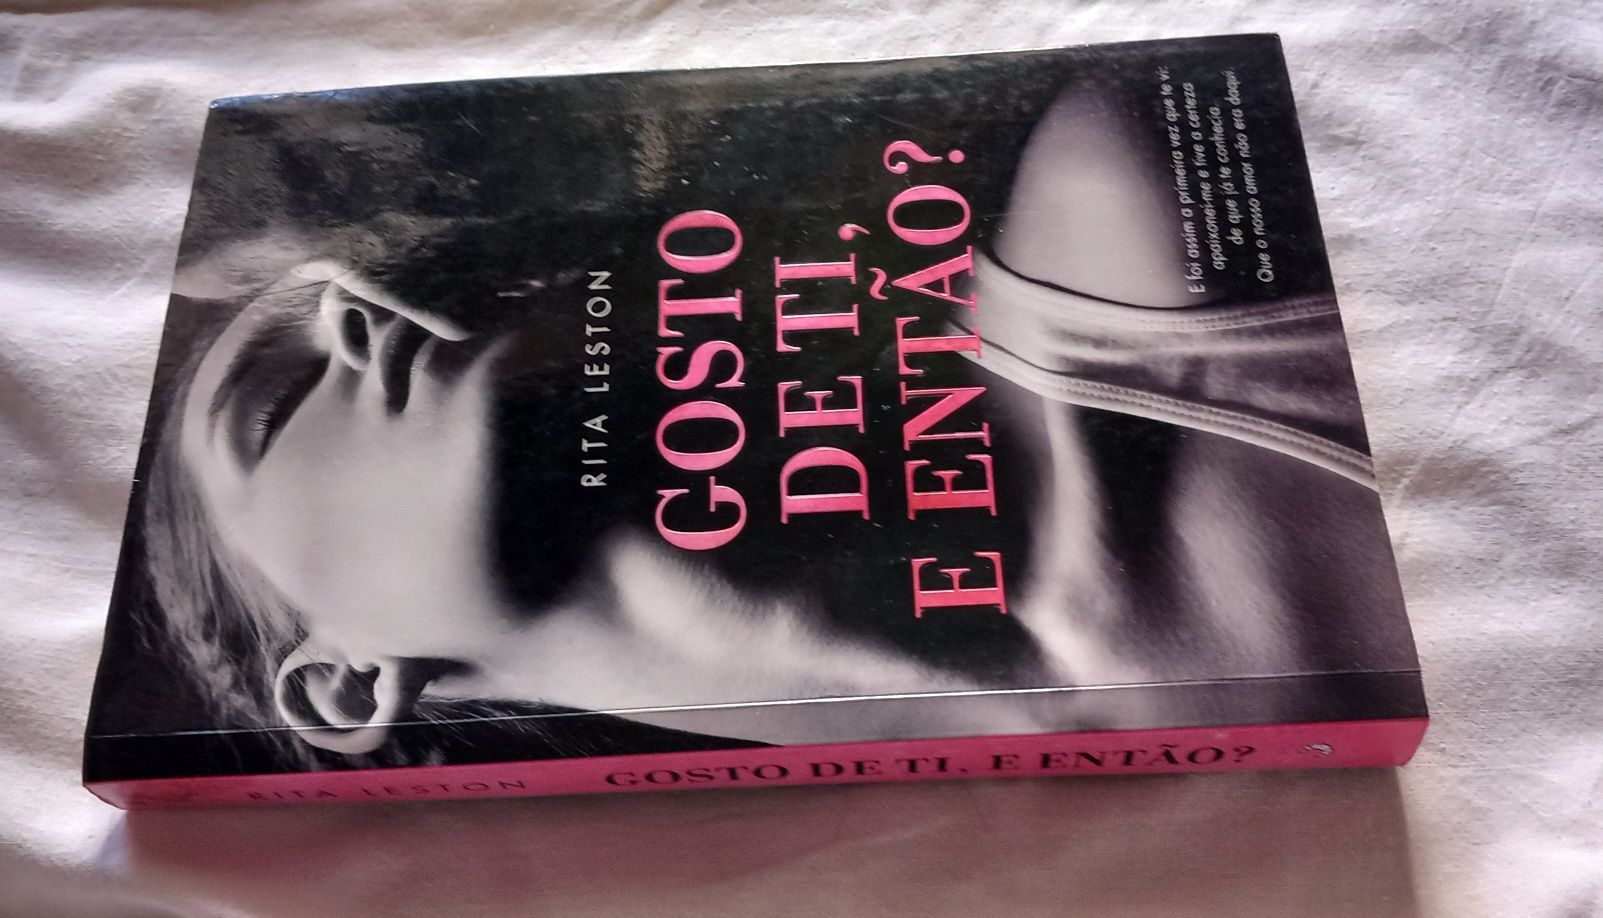 RITA LESTON
GOSTO
DE TI,
E ENTÃO?
E foi assim a primeira vez que te vi:
apaixonei-me e tive a certeza
de que já te conhecia.
Que o nosso amor não era daqui.
RITA LESTON GOSTO DE TI, E ENTÃO?